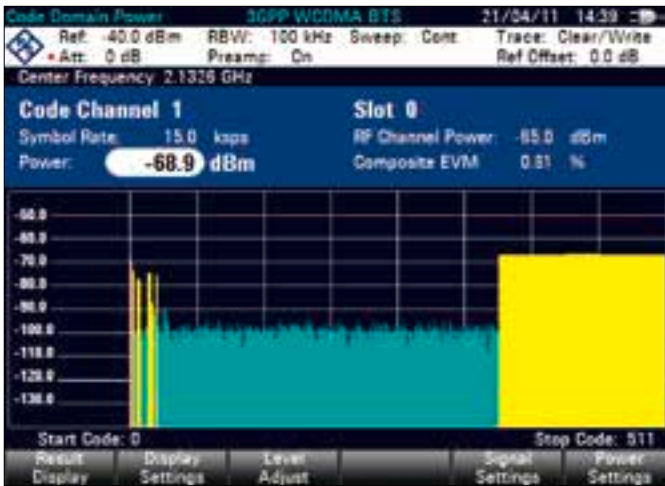 Code Domain Power 3GPP WCDMA BTS 21/04/11 14:39
Ref: -40.0 dBm RBW: 100 kHz Sweep: Cont Trace: Clear/Write
• Att: 0 dB Preamp: On Ref Offset: 0.0 dB
Center Frequency: 2.1326 GHz
Code Channel 1 Slot 0
Symbol Rate: 15.0 ksps RF Channel Power: -65.0 dBm
Power: -68.9 dBm Composite EVM 0.81 %
-50.0
-60.0
-70.0
-80.0
-90.0
-100.0
-110.0
-120.0
-130.0
Start Code: 0 Stop Code: 511
Result Display Level Signal Power
Display Settings Adjust Settings Settings